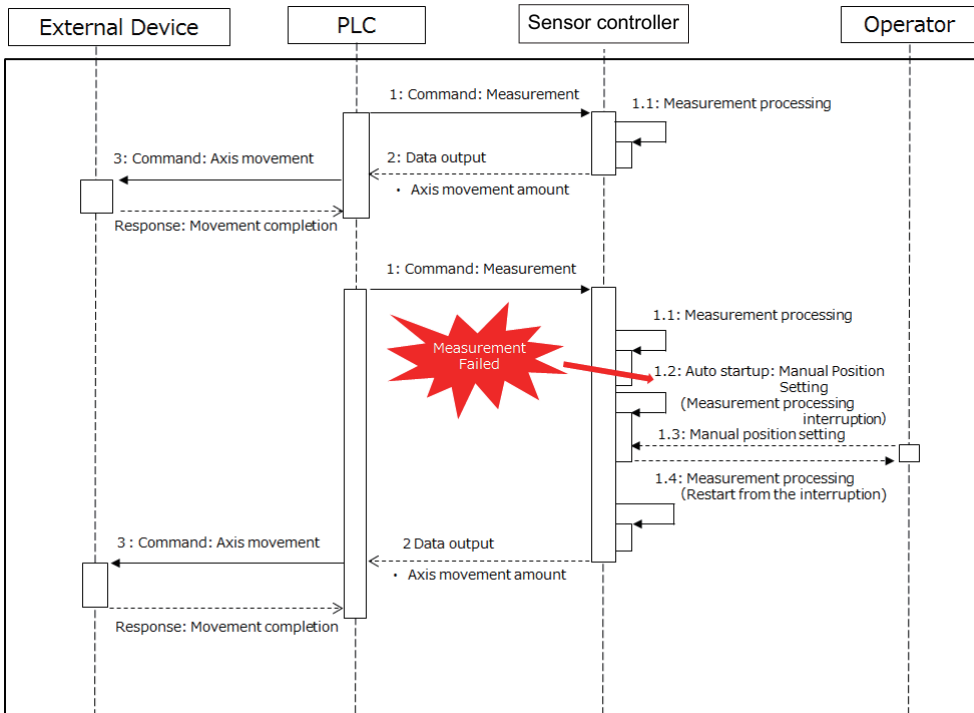 External Device
PLC
Sensor controller
Operator
1: Command: Measurement
1.1: Measurement processing
3: Command: Axis movement
2: Data output
・ Axis movement amount
Response: Movement completion
1: Command: Measurement
1.1: Measurement processing
Measurement
Failed
1.2: Auto startup: Manual Position
Setting
(Measurement processing
interruption)
1.3: Manual position setting
1.4: Measurement processing
(Restart from the interruption)
3 : Command: Axis movement
2 Data output
・ Axis movement amount
Response: Movement completion